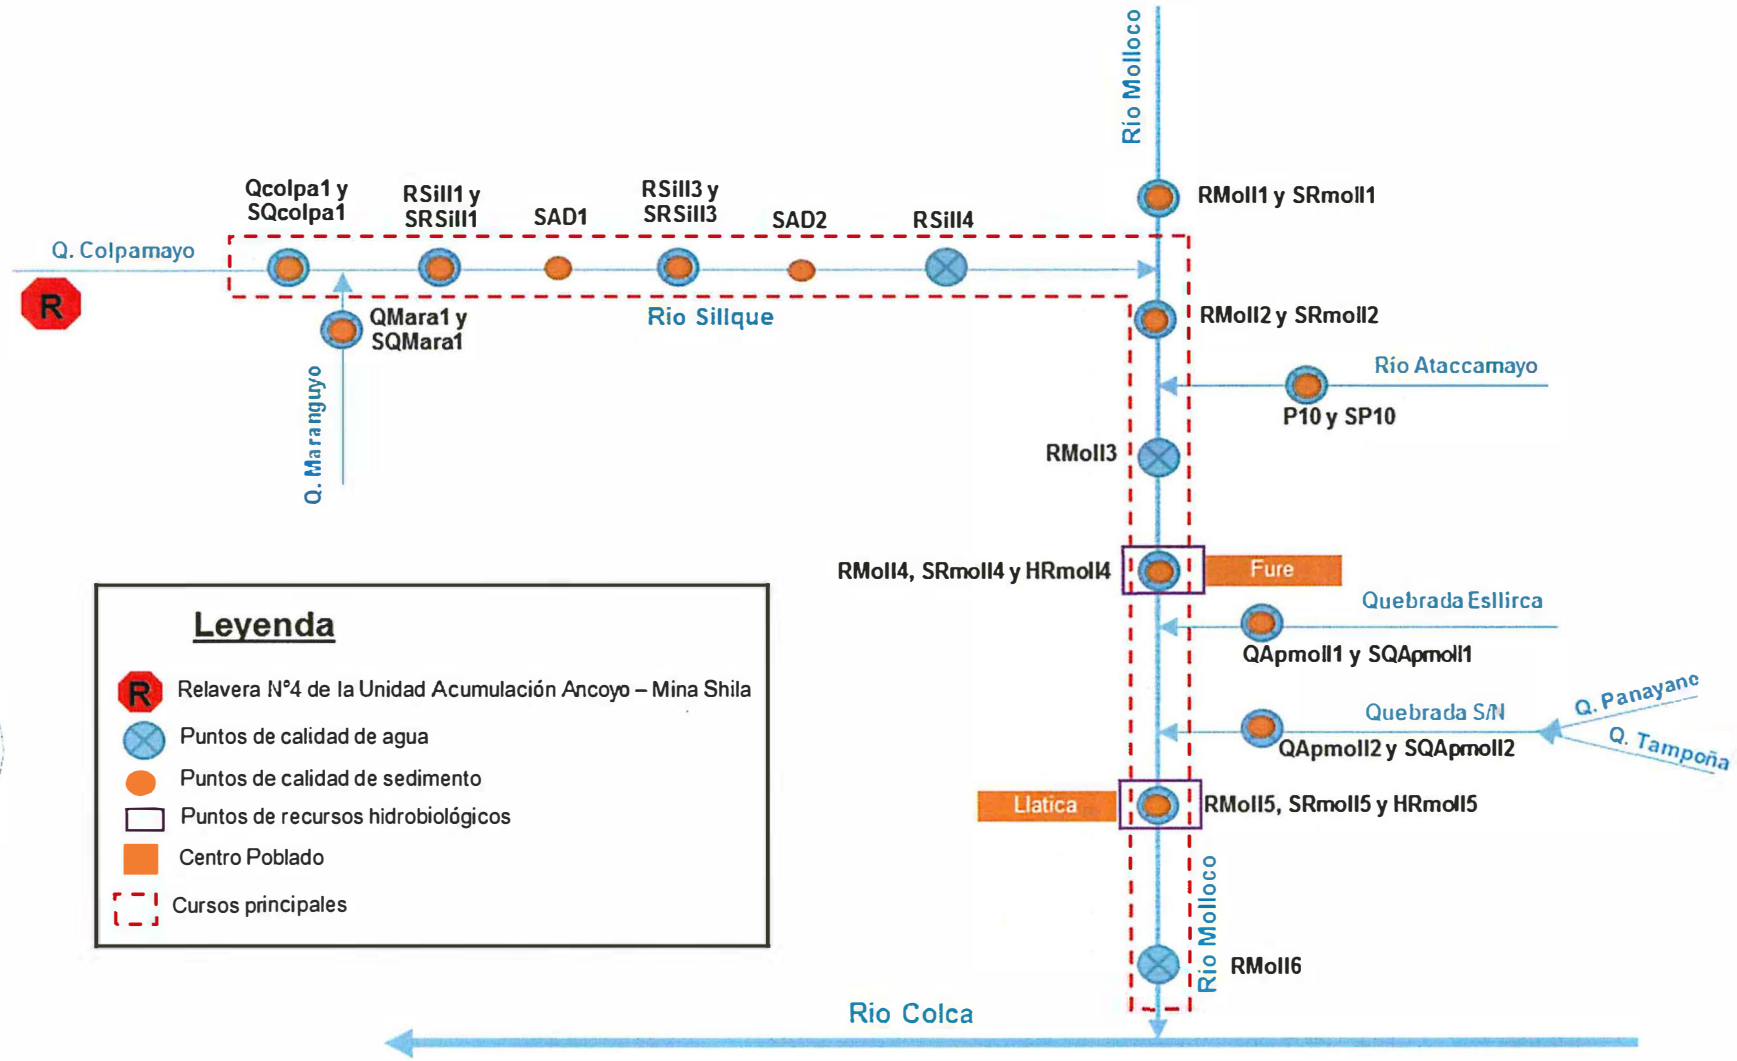 Río Molloco
Qcolpa1 y
SQcolpa1
RSill1 y
SRSill1
SAD1
RSill3 y
SRSill3
SAD2
RSill4
RMoll1 y SRmoll1
Q. Colpamayo
R
QMara1 y
SQMara1
Rio Sillque
RMoll2 y SRmoll2
Q. Maranguyo
Río Ataccamayo
P10 y SP10
RMoll3
RMoll4, SRmoll4 y HRmoll4
Fure
Quebrada Esllirca
QApmoll1 y SQApmoll1
Quebrada S/N
Q. Panayano
Q. Tampoña
QApmoll2 y SQApmoll2
Llatica
RMoll5, SRmoll5 y HRmoll5
Río Molloco
RMoll6
Rio Colca
Leyenda
R
Relavera N°4 de la Unidad Acumulación Ancoyo – Mina Shila
Puntos de calidad de agua
Puntos de calidad de sedimento
Puntos de recursos hidrobiológicos
Centro Poblado
Cursos principales